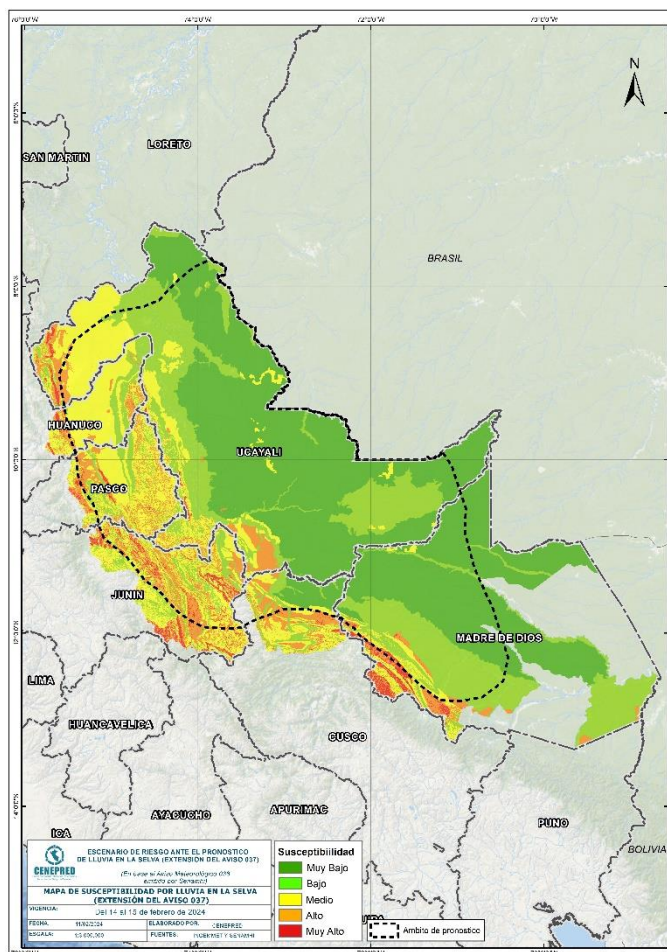 N
LORETO
SAN MARTIN
BRASIL
HUANUCO
UCAYALI
PASCO
JUNIN
MADRE DE DIOS
LIMA
HUANCAVELICA
CUSCO
AYACUCHO
APURIMAC
PUNO
ICA
BOLIVIA
CENEPRED
ESCENARIO DE RIESGO ANTE EL PRONOSTICO
DE LLUVIA EN LA SELVA (EXTENSIÓN DEL AVISO 037)
MAPA DE SUSCEPTIBILIDAD POR LLUVIA EN LA SELVA
(EXTENSIÓN DEL AVISO 037)
VIGENCIA:
Del 14 al 15 de febrero de 2024
FECHA:
ELABORADO POR:
CENEPRED
ESCALA:
FUENTES:
Susceptibilidad
Muy Bajo
Bajo
Medio
Alto
Muy Alto
Ambito de pronostico